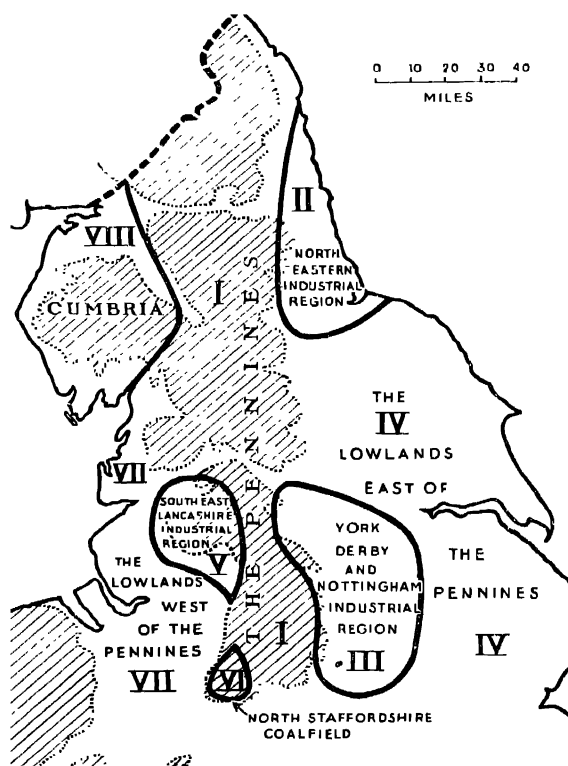 0 10 20 30 40
MILES
II
NORTH
EASTERN
INDUSTRIAL
REGION
VIII
CUMBRIA
I
THE PENNINES
THE
IV
LOWLANDS
EAST OF
THE
PENNINES
IV
VII
SOUTH EAST
LANCASHIRE
INDUSTRIAL
REGION
V
THE
LOWLANDS
WEST
OF THE
PENNINES
VII
YORK
DERBY
AND
NOTTINGHAM
INDUSTRIAL
REGION
III
I
VI
NORTH STAFFORDSHIRE
COALFIELD